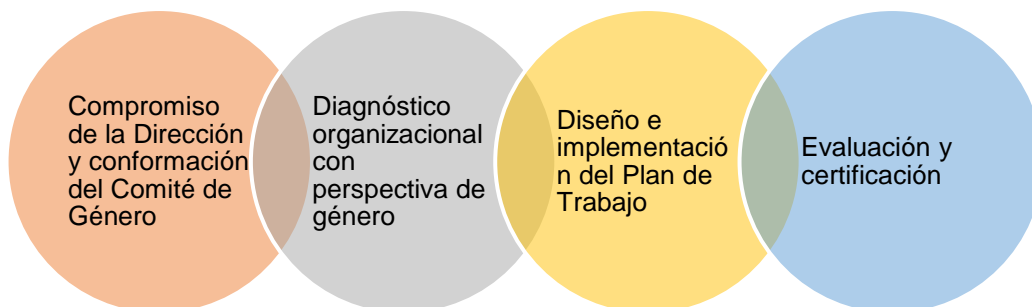 Compromiso
de la Dirección
y conformación
del Comité de
Género
Diagnóstico
organizacional
con
perspectiva de
género
Diseño e
implementació
n del Plan de
Trabajo
Evaluación y
certificación